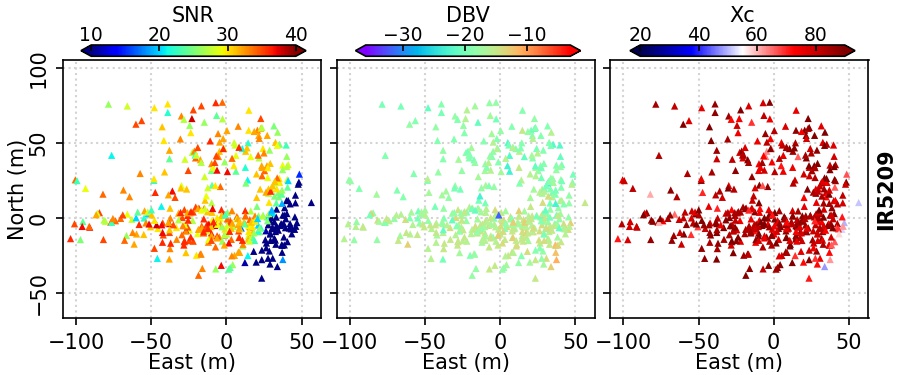 SNR
10 20 30 40
DBV
−30 −20 −10
Xc
20 40 60 80
North (m)
100
50
0
−50
−100 −50 0 50
East (m)
−100 −50 0 50
East (m)
−100 −50 0 50
East (m)
IR5209